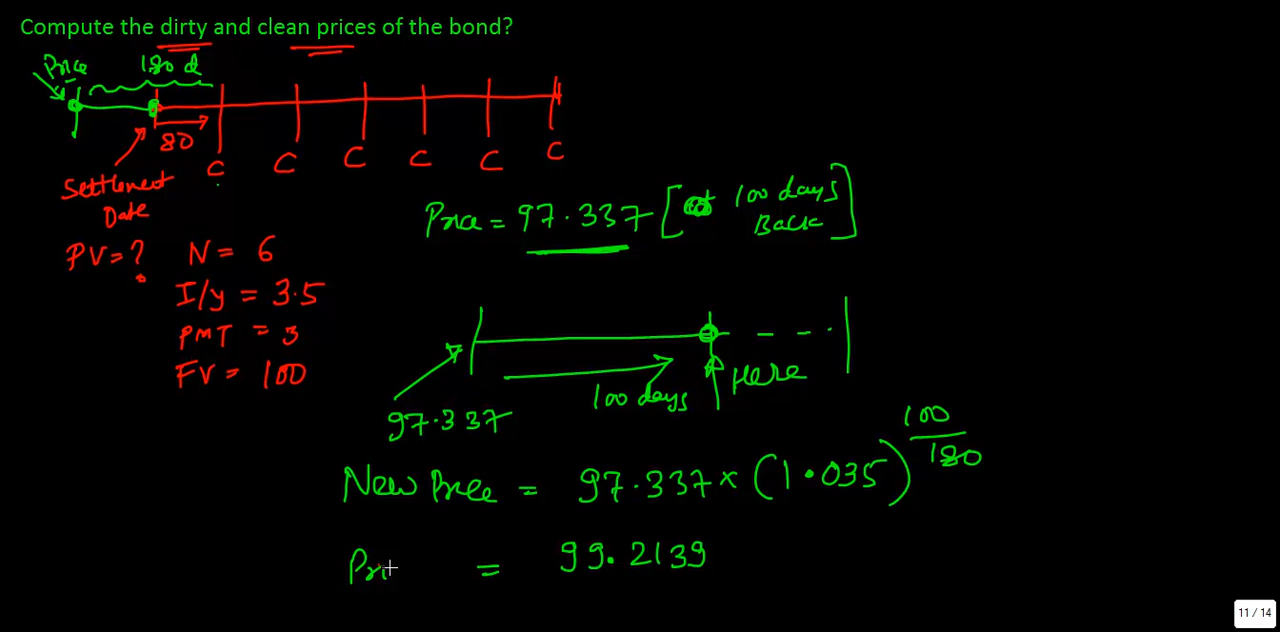 Compute the dirty and clean prices of the bond?
Price 180 d
80
C C C C C C
Settlement
Date
Price = 97.337 [ 100 days
Back ]
PV = ? N = 6
I/y = 3.5
PMT = 3
FV = 100
Here
100 days
97.337
New Price = 97.337 × (1.035)^100/180
Pri = 99.2139
11 / 14